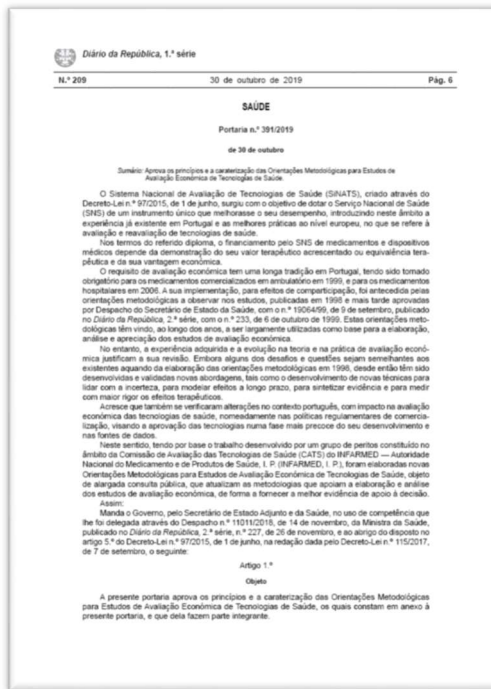 Diário da República, 1.ª série
N.º 209 30 de outubro de 2019 Pág. 6
SAÚDE
Portaria n.º 391/2019
de 30 de outubro
Sumário: Aprova os princípios e a caraterização das Orientações Metodológicas para Estudos de
Avaliação Económica de Tecnologias de Saúde.
O Sistema Nacional de Avaliação de Tecnologias de Saúde (SiNATS), criado através do
Decreto-Lei n.º 97/2015, de 1 de junho, surgiu com o objetivo de dotar o Serviço Nacional de Saúde
(SNS) de um instrumento único que melhorasse o seu desempenho, introduzindo neste âmbito a
experiência já existente em Portugal e as melhores práticas ao nível europeu, no que se refere à
avaliação e reavaliação de tecnologias de saúde.
Nos termos do referido diploma, o financiamento pelo SNS de medicamentos e dispositivos
médicos depende da demonstração do seu valor terapêutico acrescentado ou equivalência tera-
pêutica e da sua vantagem económica.
O requisito de avaliação económica tem uma longa tradição em Portugal, tendo sido tornado
obrigatório para os medicamentos comercializados em ambulatório em 1999, e para os medicamentos
hospitalares em 2006. A sua implementação, para efeitos de comparticipação, foi antecedida pelas
orientações metodológicas a observar nos estudos, publicadas em 1998 e mais tarde aprovadas
por Despacho do Secretário de Estado da Saúde, com o n.º 19064/99, de 9 de setembro, publicado
no Diário da República, 2.ª série, com o n.º 233, de 6 de outubro de 1999. Estas orientações meto-
dológicas têm vindo, ao longo dos anos, a ser largamente utilizadas como base para a elaboração,
análise e apreciação dos estudos de avaliação económica.
No entanto, a experiência adquirida e a evolução na teoria e na prática de avaliação econó-
mica justificam a sua revisão. Embora alguns dos desafios e questões sejam semelhantes aos
existentes aquando da elaboração das orientações metodológicas em 1998, desde então têm sido
desenvolvidas e validadas novas abordagens, tais como o desenvolvimento de novas técnicas para
lidar com a incerteza, para modelar efeitos a longo prazo, para sintetizar evidência e para medir
com maior rigor os efeitos terapêuticos.
Acresce que também se verificaram alterações no contexto português, com impacto na avaliação
económica das tecnologias de saúde, nomeadamente nas políticas regulamentares de comercia-
lização, visando a aprovação das tecnologias numa fase mais precoce do seu desenvolvimento e
nas fontes de dados.
Neste sentido, tendo por base o trabalho desenvolvido por um grupo de peritos constituído no
âmbito da Comissão de Avaliação das Tecnologias de Saúde (CATS) do INFARMED — Autoridade
Nacional do Medicamento e de Produtos de Saúde, I. P. (INFARMED, I. P.), foram elaboradas novas
Orientações Metodológicas para Estudos de Avaliação Económica de Tecnologias de Saúde, objeto
de alargada consulta pública, que atualizam as metodologias que apoiam a elaboração e análise
dos estudos de avaliação económica, de forma a fornecer a melhor evidência de apoio à decisão.
Assim:
Manda o Governo, pelo Secretário de Estado Adjunto e da Saúde, no uso de competência que
lhe foi delegada através do Despacho n.º 11011/2018, de 14 de novembro, da Ministra da Saúde,
publicado no Diário da República, 2.ª série, n.º 227, de 26 de novembro, e ao abrigo do disposto no
artigo 5.º do Decreto-Lei n.º 97/2015, de 1 de junho, na redação dada pelo Decreto-Lei n.º 115/2017,
de 7 de setembro, o seguinte:
Artigo 1.º
Objeto
A presente portaria aprova os princípios e a caraterização das Orientações Metodológicas
para Estudos de Avaliação Económica de Tecnologias de Saúde, os quais constam em anexo à
presente portaria, e que dela fazem parte integrante.